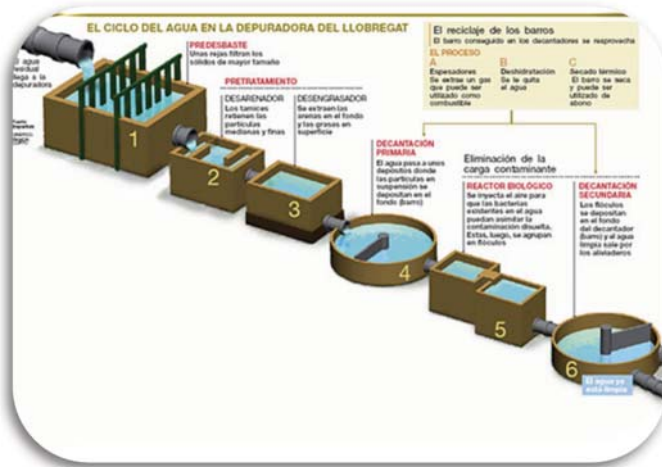 EL CICLO DEL AGUA EN LA DEPURADORA DEL LLOBREGAT
El agua
residual
llega a la
depuradora
PREDESBASTE
Unas rejas filtran los
sólidos de mayor tamaño
PRETRATAMIENTO
DESARENADOR
Los tamices
retienen las
partículas
medianas y finas
DESENGRASADOR
Se extraen las
arenas en el fondo
y las grasas en
superficie
El reciclaje de los barros
El barro conseguido en los decantadores se reaprovecha
EL PROCESO
A
Espesadores
Se extrae un gas
que puede ser
utilizado como
combustible
B
Deshidratación
Se le quita
el agua
C
Secado térmico
El barro se seca
y puede ser
utilizado de
abono
DECANTACIÓN
PRIMARIA
El agua pasa a unos
depósitos donde
las partículas en
suspensión se
depositan en el
fondo (barro)
Eliminación de la
carga contaminante
REACTOR BIOLÓGICO
Se inyecta el aire para
que las bacterias
existentes en el agua
puedan asimilar la
contaminación disuelta.
Estas, luego, se agrupan
en flóculos
DECANTACIÓN
SECUNDARIA
Los flóculos
se depositan
en el fondo
del decantador
(barro) y el agua
limpia sale por
los aliviaderos
1
2
3
4
5
6
El agua ya
está limpia